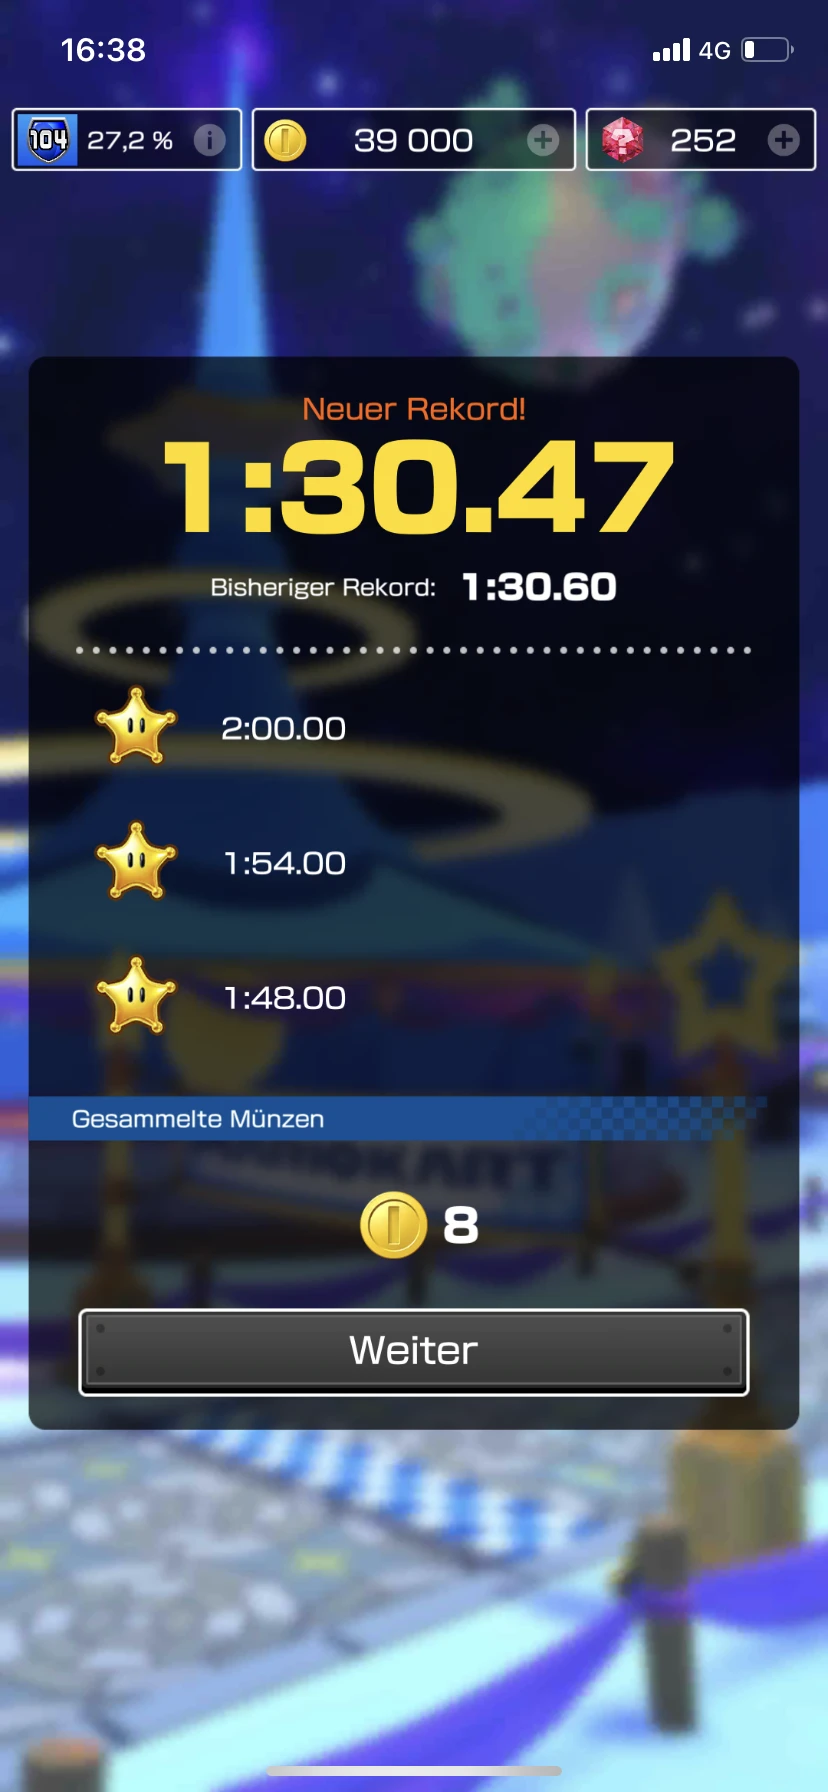 16:38
4G
104 27,2 % i
39 000 +
? 252 +
Neuer Rekord!
1:30.47
Bisheriger Rekord: 1:30.60
2:00.00
1:54.00
1:48.00
Gesammelte Münzen
8
Weiter